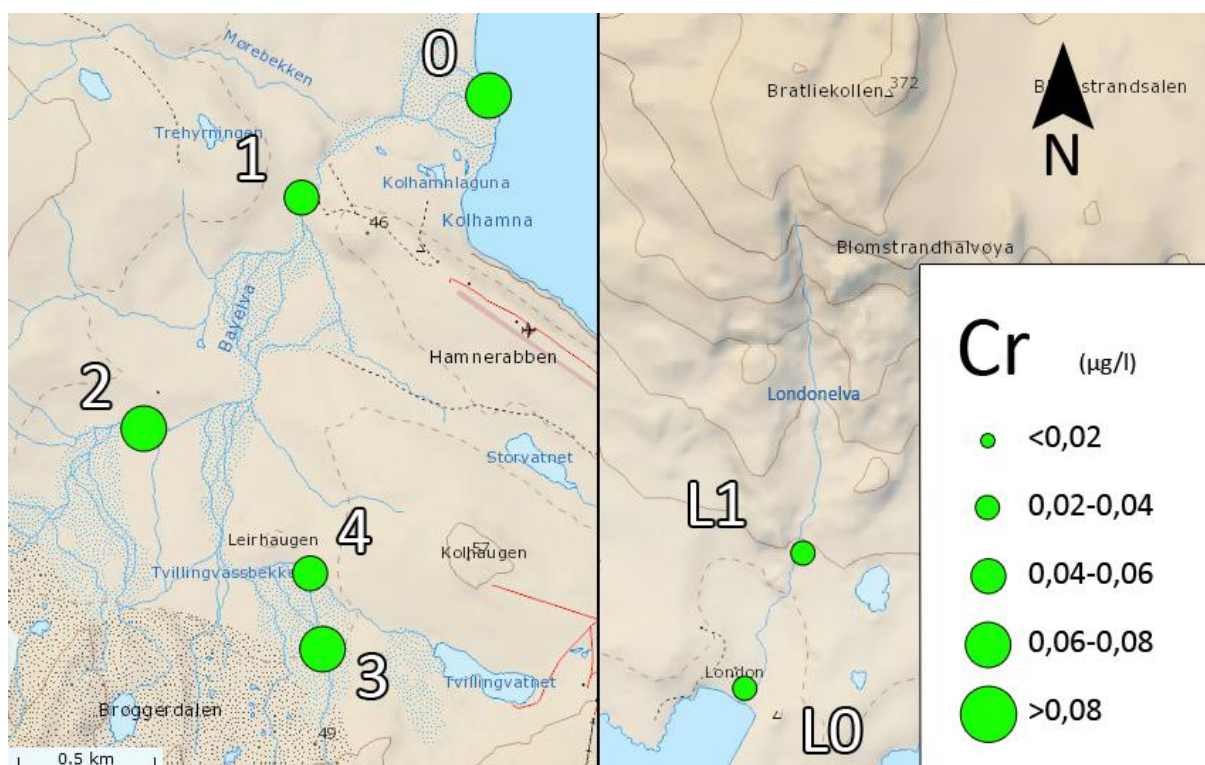 Mørebekken
0
Trehyrningen
1
Kolhamnlaguna
46
Kolhamna
Bayelva
Hamnerabben
2
Storvatnet
4
Leirhaugen
57
Kolhaugen
3
Tvillingvatnet
Brøggerdalen
49
0.5 km
Bratliekollen
372
N
Blomstrandhalvøya
Londonelva
L1
London
L0
Cr (µg/l)
<0,02
0,02-0,04
0,04-0,06
0,06-0,08
>0,08